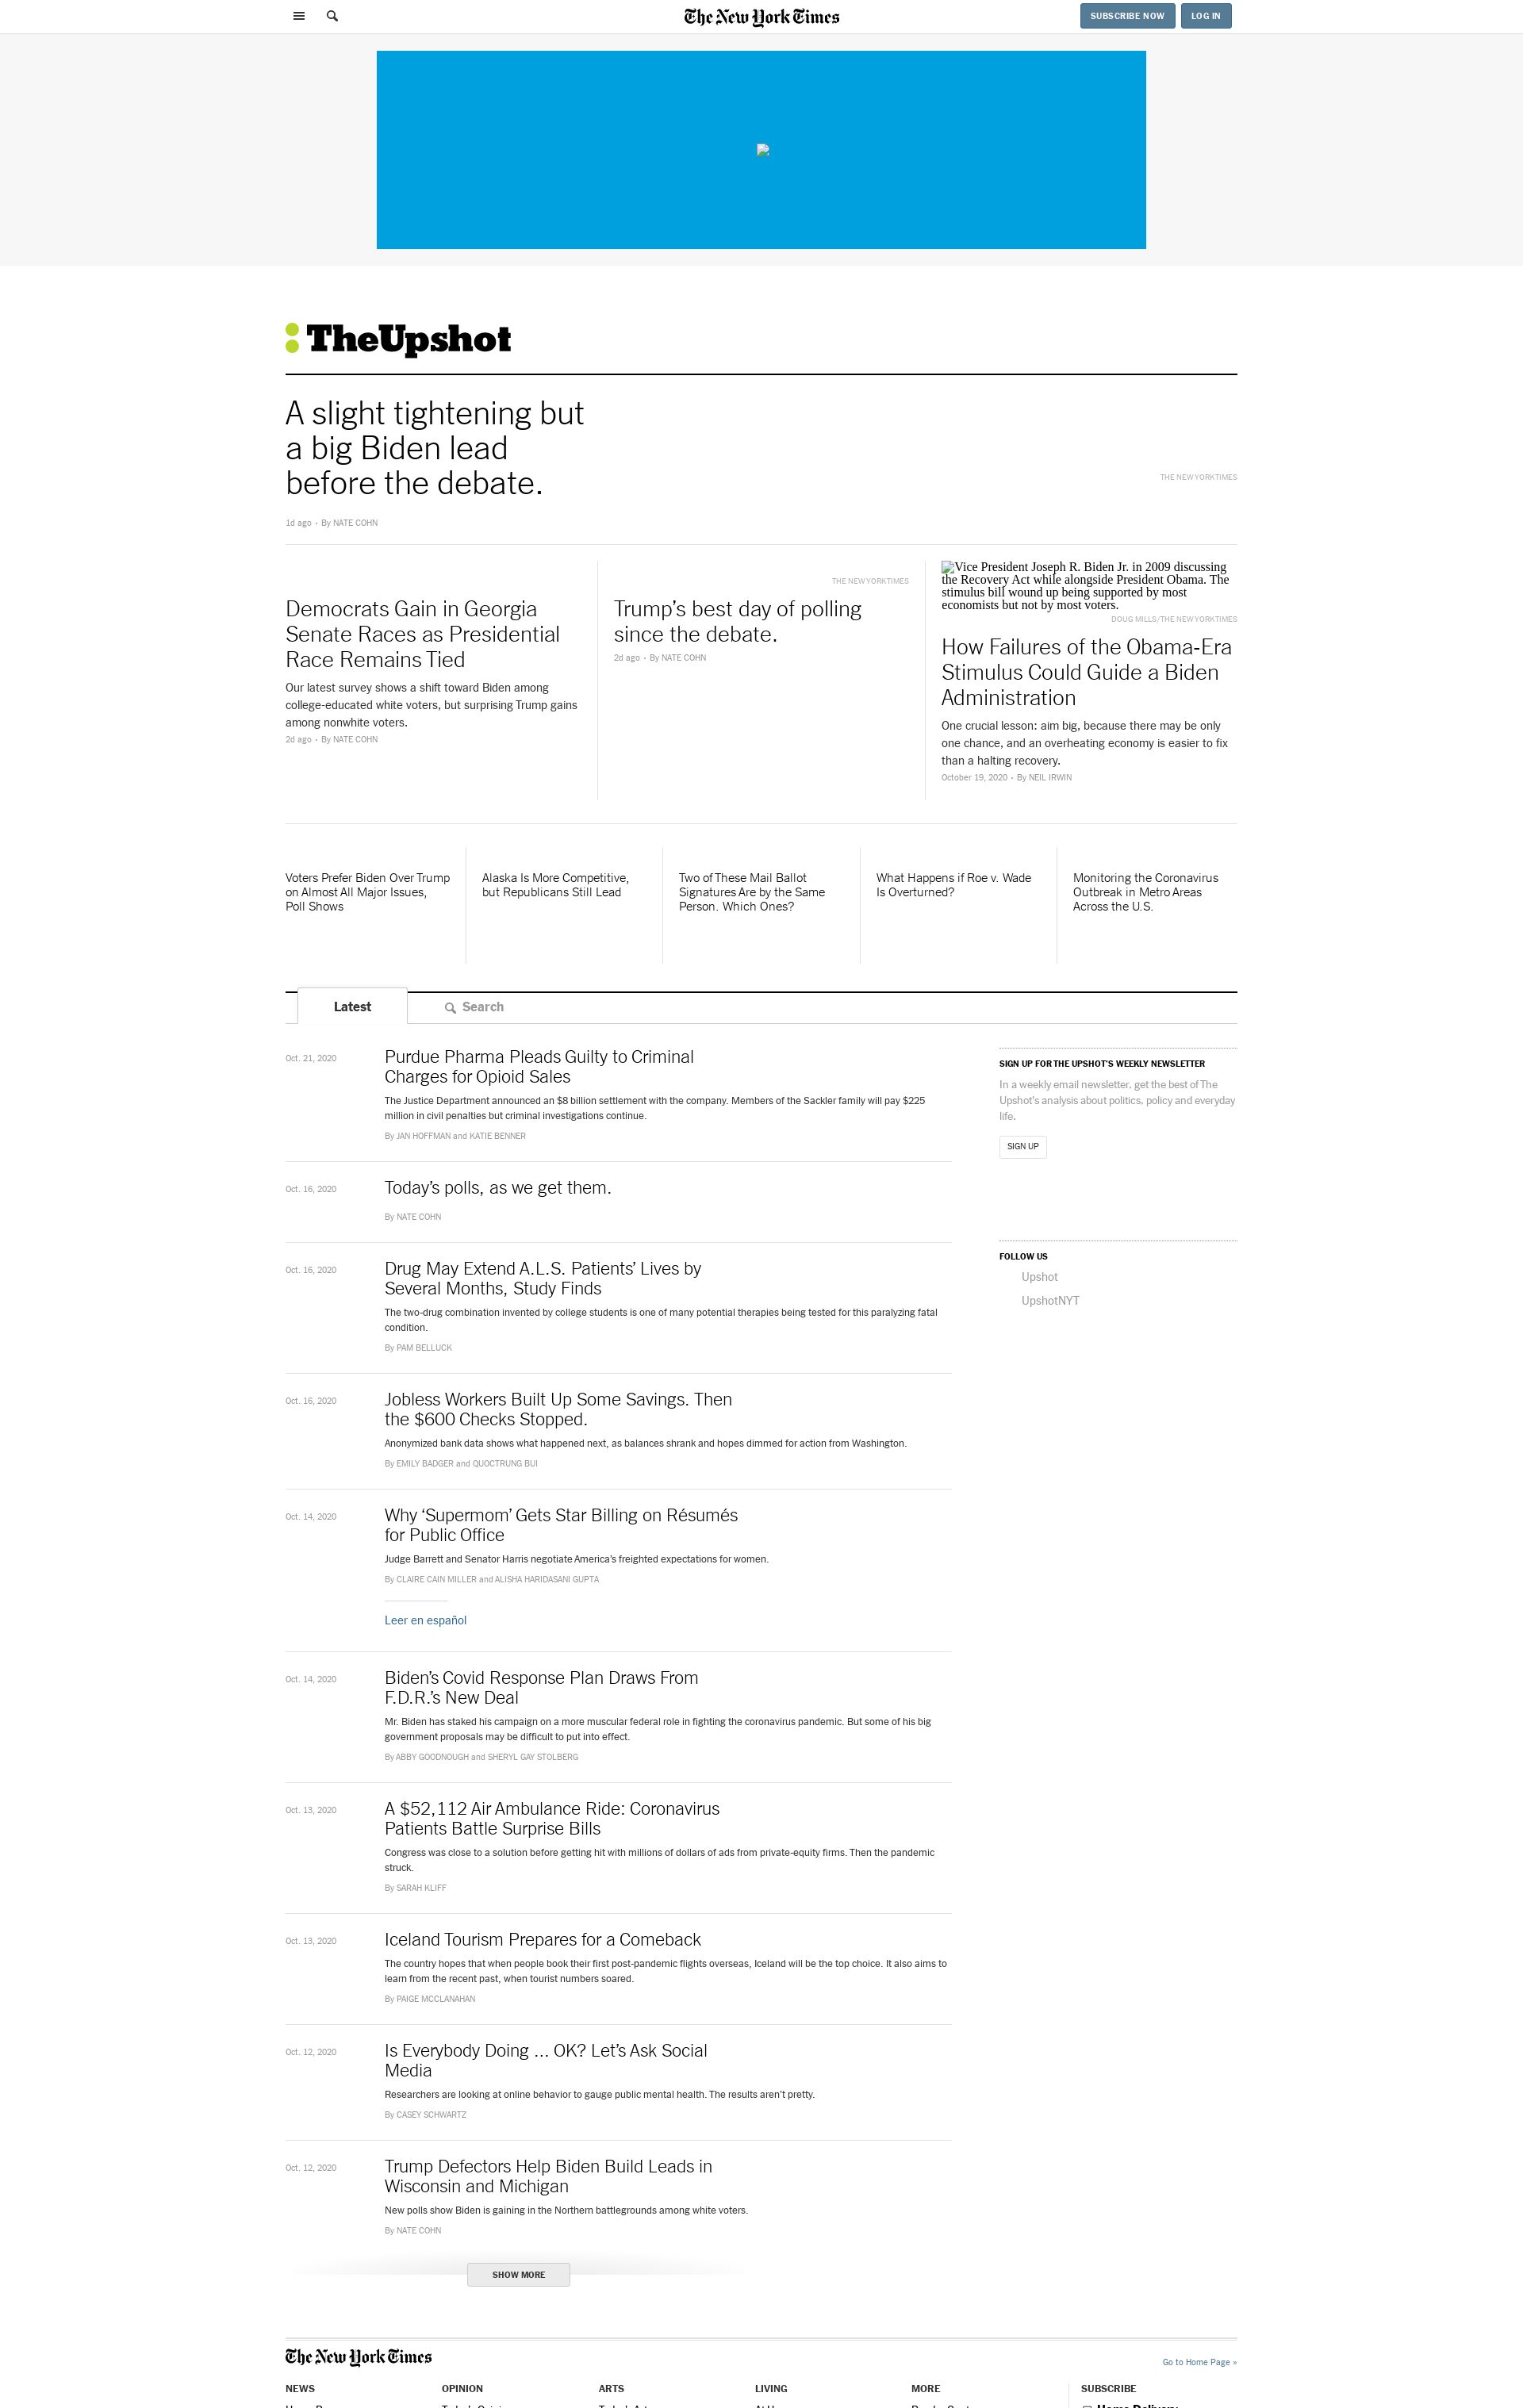 The New York Times
SUBSCRIBE NOW
LOG IN
TheUpshot
A slight tightening but
a big Biden lead
before the debate.
THE NEW YORK TIMES
1d ago • By NATE COHN
Democrats Gain in Georgia
Senate Races as Presidential
Race Remains Tied
Our latest survey shows a shift toward Biden among
college-educated white voters, but surprising Trump gains
among nonwhite voters.
2d ago • By NATE COHN
THE NEW YORK TIMES
Trump’s best day of polling
since the debate.
2d ago • By NATE COHN
Vice President Joseph R. Biden Jr. in 2009 discussing
the Recovery Act while alongside President Obama. The
stimulus bill wound up being supported by most
economists but not by most voters.
DOUG MILLS/THE NEW YORK TIMES
How Failures of the Obama-Era
Stimulus Could Guide a Biden
Administration
One crucial lesson: aim big, because there may be only
one chance, and an overheating economy is easier to fix
than a halting recovery.
October 19, 2020 • By NEIL IRWIN
Voters Prefer Biden Over Trump
on Almost All Major Issues,
Poll Shows
Alaska Is More Competitive,
but Republicans Still Lead
Two of These Mail Ballot
Signatures Are by the Same
Person. Which Ones?
What Happens if Roe v. Wade
Is Overturned?
Monitoring the Coronavirus
Outbreak in Metro Areas
Across the U.S.
Latest
Search
Oct. 21, 2020
Purdue Pharma Pleads Guilty to Criminal
Charges for Opioid Sales
The Justice Department announced an $8 billion settlement with the company. Members of the Sackler family will pay $225
million in civil penalties but criminal investigations continue.
By JAN HOFFMAN and KATIE BENNER
Oct. 16, 2020
Today’s polls, as we get them.
By NATE COHN
Oct. 16, 2020
Drug May Extend A.L.S. Patients’ Lives by
Several Months, Study Finds
The two-drug combination invented by college students is one of many potential therapies being tested for this paralyzing fatal
condition.
By PAM BELLUCK
Oct. 16, 2020
Jobless Workers Built Up Some Savings. Then
the $600 Checks Stopped.
Anonymized bank data shows what happened next, as balances shrank and hopes dimmed for action from Washington.
By EMILY BADGER and QUOCTRUNG BUI
Oct. 14, 2020
Why ‘Supermom’ Gets Star Billing on Résumés
for Public Office
Judge Barrett and Senator Harris negotiate America’s freighted expectations for women.
By CLAIRE CAIN MILLER and ALISHA HARIDASANI GUPTA
Leer en español
Oct. 14, 2020
Biden’s Covid Response Plan Draws From
F.D.R.’s New Deal
Mr. Biden has staked his campaign on a more muscular federal role in fighting the coronavirus pandemic. But some of his big
government proposals may be difficult to put into effect.
By ABBY GOODNOUGH and SHERYL GAY STOLBERG
Oct. 13, 2020
A $52,112 Air Ambulance Ride: Coronavirus
Patients Battle Surprise Bills
Congress was close to a solution before getting hit with millions of dollars of ads from private-equity firms. Then the pandemic
struck.
By SARAH KLIFF
Oct. 13, 2020
Iceland Tourism Prepares for a Comeback
The country hopes that when people book their first post-pandemic flights overseas, Iceland will be the top choice. It also aims to
learn from the recent past, when tourist numbers soared.
By PAIGE MCCLANAHAN
Oct. 12, 2020
Is Everybody Doing ... OK? Let’s Ask Social
Media
Researchers are looking at online behavior to gauge public mental health. The results aren’t pretty.
By CASEY SCHWARTZ
Oct. 12, 2020
Trump Defectors Help Biden Build Leads in
Wisconsin and Michigan
New polls show Biden is gaining in the Northern battlegrounds among white voters.
By NATE COHN
SHOW MORE
SIGN UP FOR THE UPSHOT’S WEEKLY NEWSLETTER
In a weekly email newsletter, get the best of The
Upshot’s analysis about politics, policy and everyday
life.
SIGN UP
FOLLOW US
Upshot
UpshotNYT
The New York Times
Go to Home Page »
NEWS
OPINION
ARTS
LIVING
MORE
SUBSCRIBE